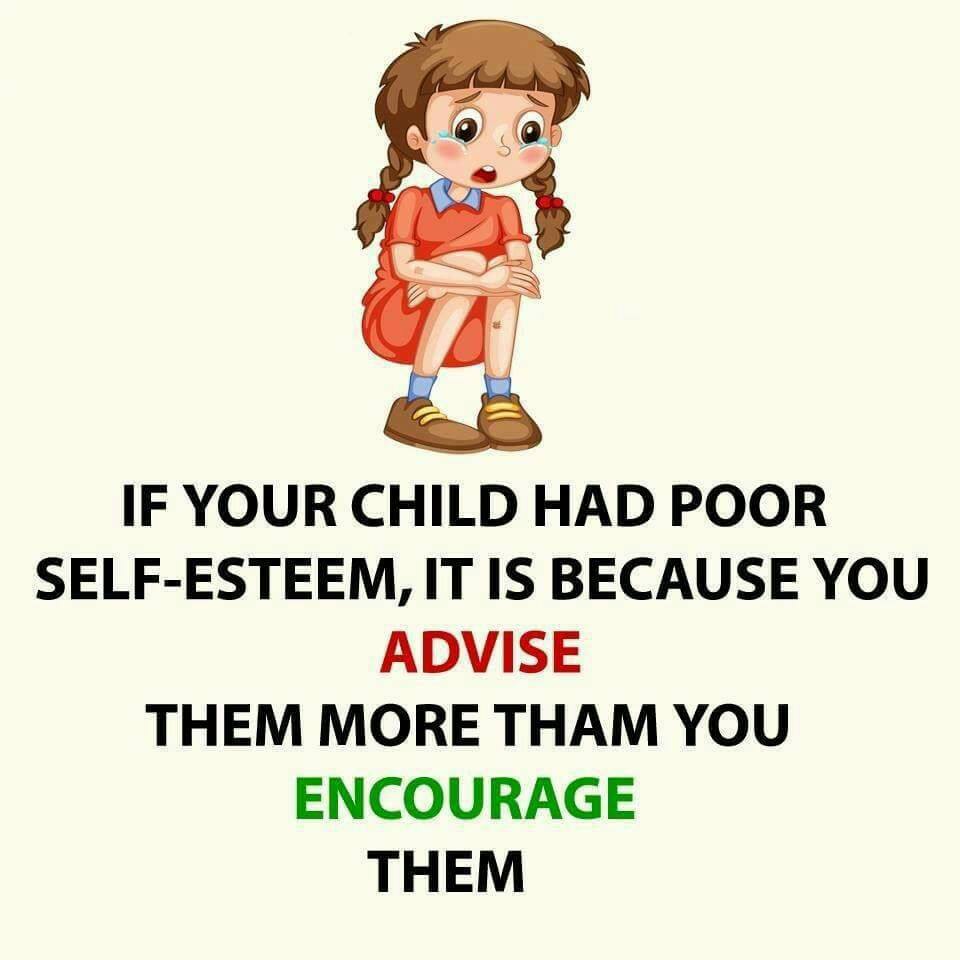 IF YOUR CHILD HAD POOR
SELF-ESTEEM, IT IS BECAUSE YOU
ADVISE
THEM MORE THAM YOU
ENCOURAGE
THEM